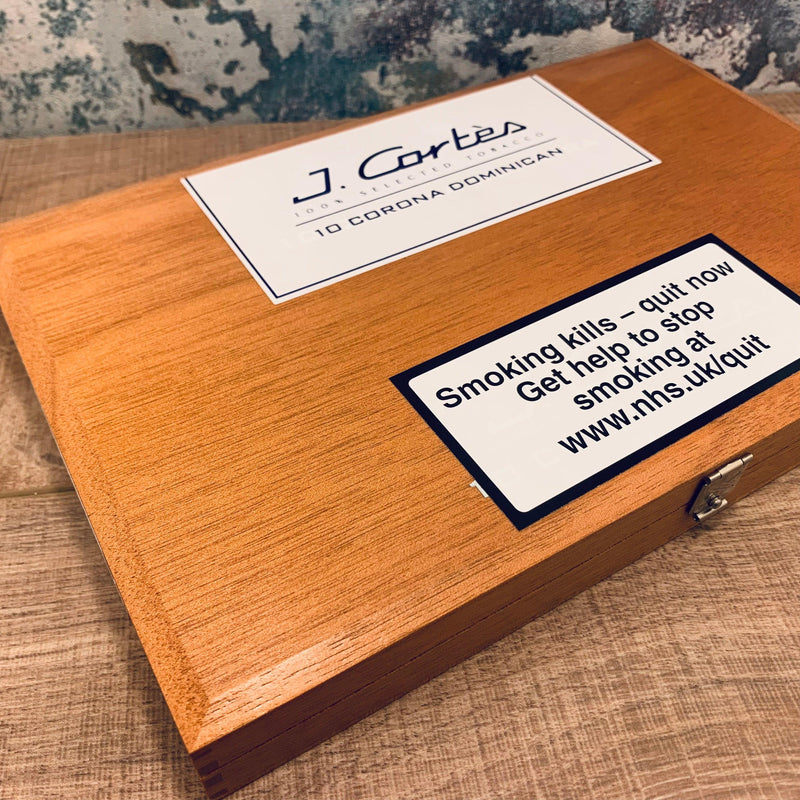 J. Cortès
100% SELECTED TOBACCO
10 CORONA DOMINICAN
Smoking kills – quit now
Get help to stop
smoking at
www.nhs.uk/quit